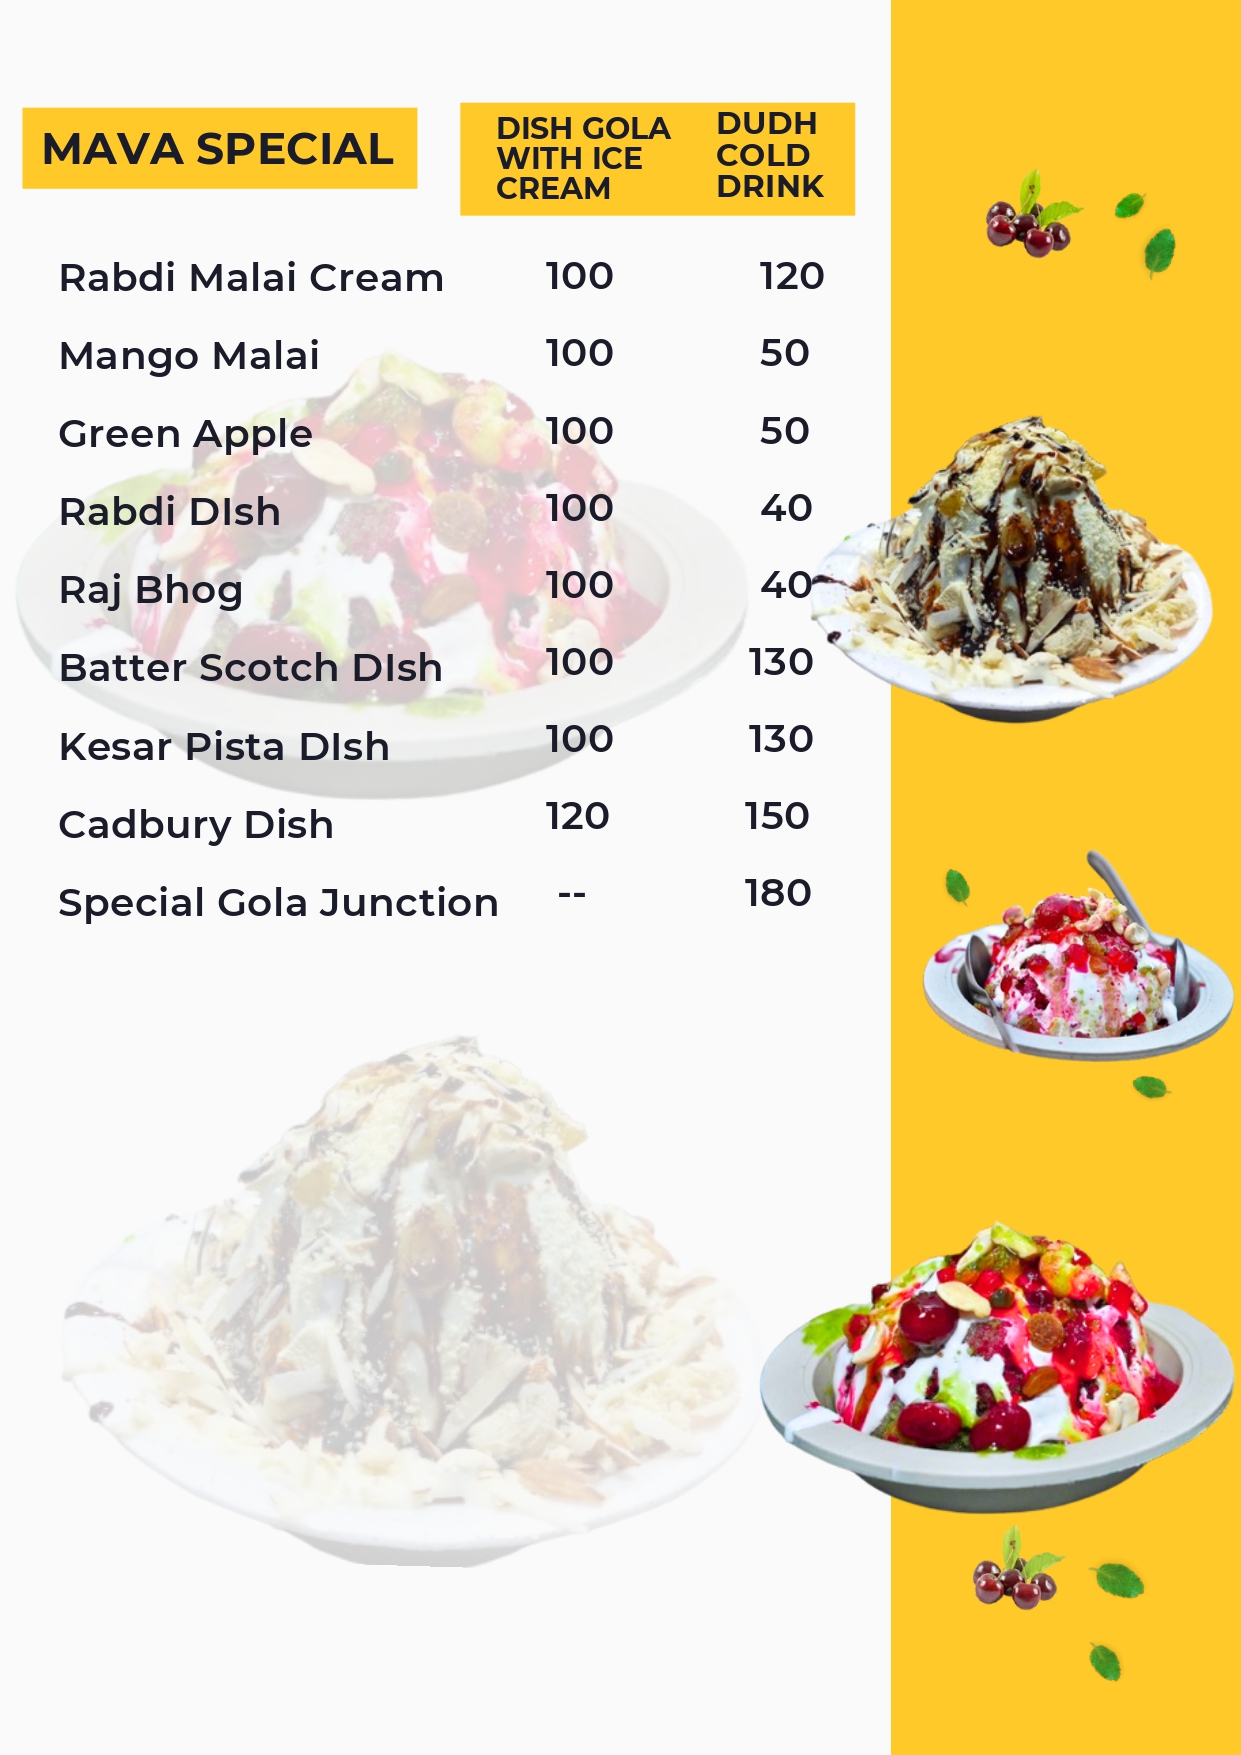 MAVA SPECIAL
DISH GOLA
WITH ICE
CREAM
DUDH
COLD
DRINK
Rabdi Malai Cream 100 120
Mango Malai 100 50
Green Apple 100 50
Rabdi DIsh 100 40
Raj Bhog 100 40
Batter Scotch DIsh 100 130
Kesar Pista DIsh 100 130
Cadbury Dish 120 150
Special Gola Junction -- 180